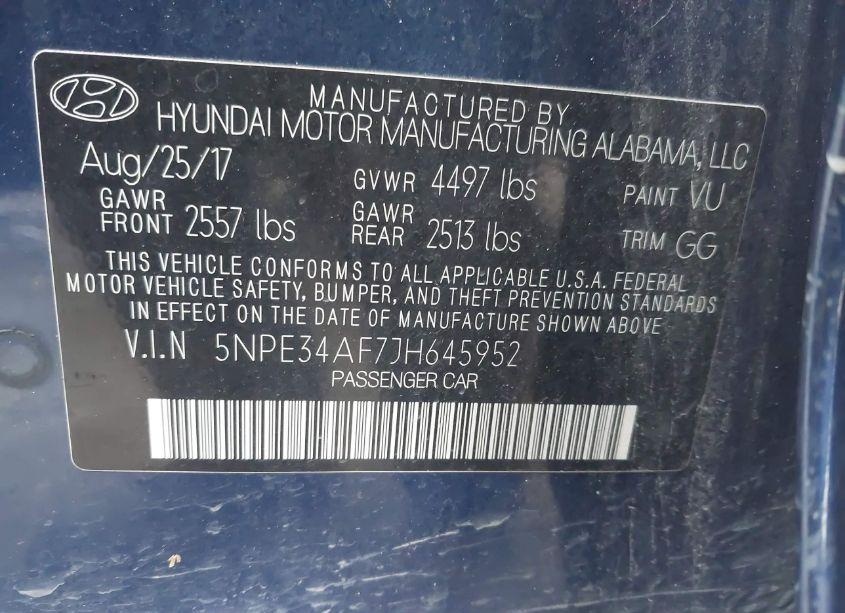 MANUFACTURED BY
HYUNDAI MOTOR MANUFACTURING ALABAMA, LLC
Aug/25/17 GVWR 4497 lbs PAINT VU
GAWR FRONT 2557 lbs GAWR REAR 2513 lbs TRIM GG
THIS VEHICLE CONFORMS TO ALL APPLICABLE U.S.A. FEDERAL
MOTOR VEHICLE SAFETY, BUMPER, AND THEFT PREVENTION STANDARDS
IN EFFECT ON THE DATE OF MANUFACTURE SHOWN ABOVE
V.I.N 5NPE34AF7JH645952
PASSENGER CAR